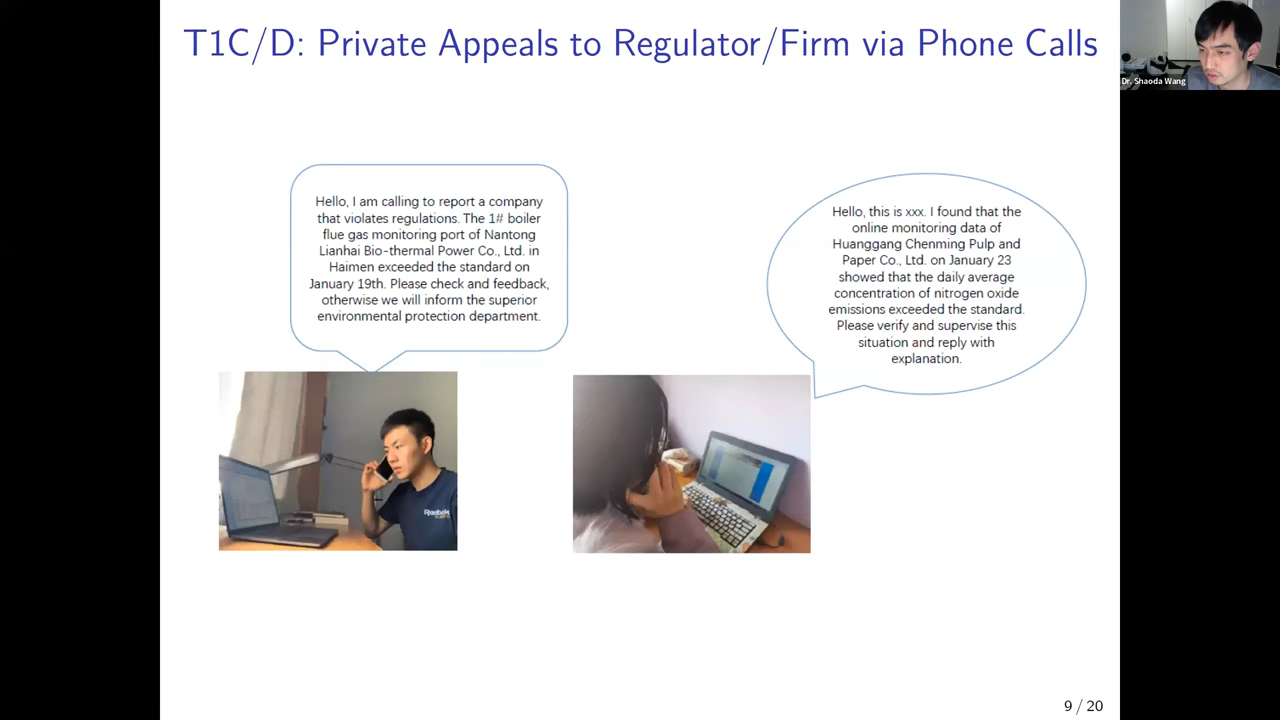 T1C/D: Private Appeals to Regulator/Firm via Phone Calls
Dr. Shaoda Wang
Hello, I am calling to report a company
that violates regulations. The 1# boiler
flue gas monitoring port of Nantong
Lianhai Bio-thermal Power Co., Ltd. in
Haimen exceeded the standard on
January 19th. Please check and feedback,
otherwise we will inform the superior
environmental protection department.
Hello, this is xxx. I found that the
online monitoring data of
Huanggang Chenming Pulp and
Paper Co., Ltd. on January 23
showed that the daily average
concentration of nitrogen oxide
emissions exceeded the standard.
Please verify and supervise this
situation and reply with
explanation.
9 / 20